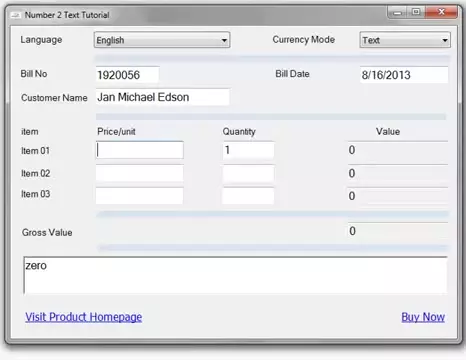 Number 2 Text Tutorial
Language English Currency Mode Text
Bill No 1920056 Bill Date 8/16/2013
Customer Name Jan Michael Edson
item Price/unit Quantity Value
Item 01 1 0
Item 02 0
Item 03 0
Gross Value 0
zero
Visit Product Homepage Buy Now